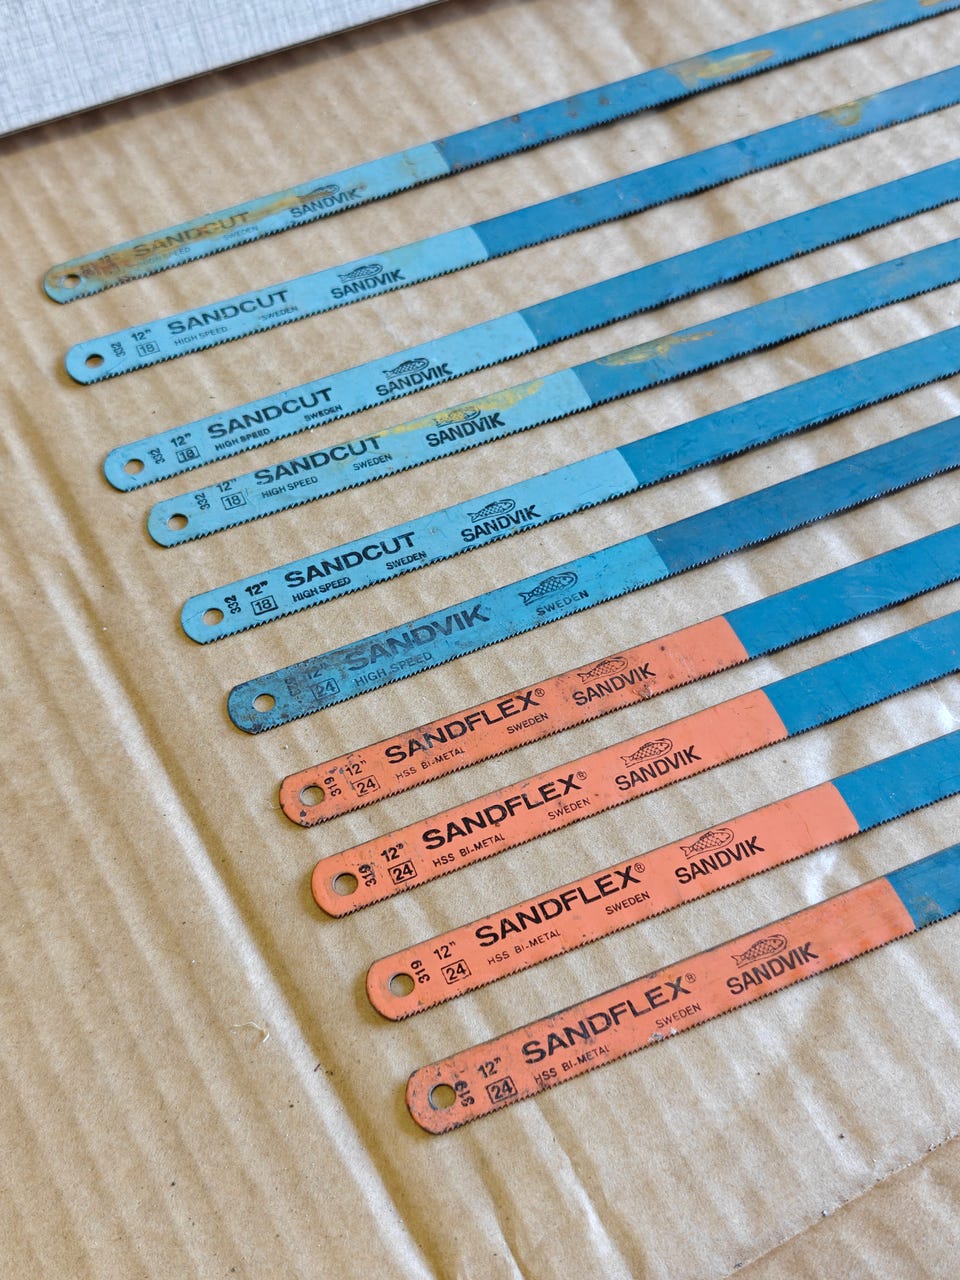 SANDCUT
SANDVIK
SWEDEN
332 12" SANDCUT SANDVIK
18 HIGH SPEED SWEDEN
332 12" SANDCUT SANDVIK
18 HIGH SPEED SWEDEN
332 12" SANDCUT SANDVIK
18 HIGH SPEED SWEDEN
332 12" SANDCUT SANDVIK
18 HIGH SPEED SWEDEN
12" SANDVIK
24 HIGH SPEED SWEDEN
319 12" SANDFLEX® SANDVIK
24 HSS BI-METAL SWEDEN
319 12" SANDFLEX® SANDVIK
24 HSS BI-METAL SWEDEN
319 12" SANDFLEX® SANDVIK
24 HSS BI-METAL SWEDEN
319 12" SANDFLEX® SANDVIK
24 HSS BI-METAL SWEDEN